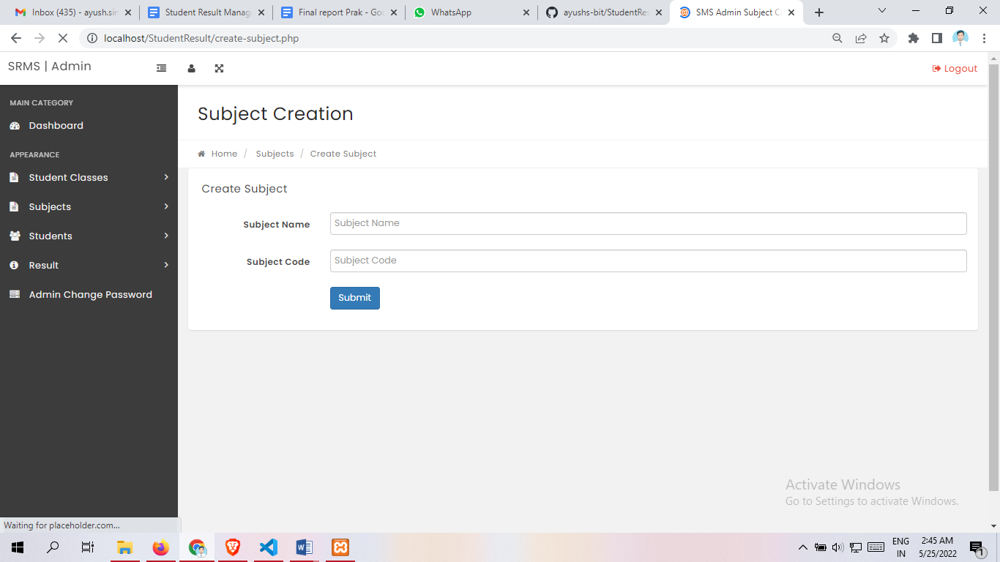 Inbox (435) - ayush.sin
Student Result Manag
Final report Prak - Goo
WhatsApp
ayushs-bit/StudentRes
SMS Admin Subject C
localhost/StudentResult/create-subject.php
SRMS | Admin
Logout
MAIN CATEGORY
Dashboard
APPEARANCE
Student Classes
Subjects
Students
Result
Admin Change Password
Subject Creation
Home / Subjects / Create Subject
Create Subject
Subject Name Subject Name
Subject Code Subject Code
Submit
Activate Windows
Go to Settings to activate Windows.
Waiting for placeholder.com...
ENG
IN
2:45 AM
5/25/2022
1